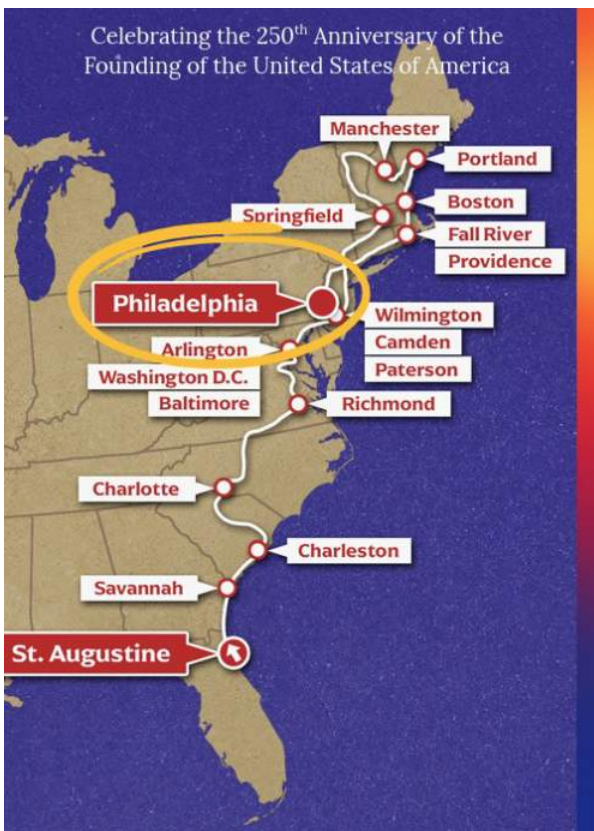 Celebrating the 250th Anniversary of the
Founding of the United States of America
Manchester
Portland
Boston
Springfield
Fall River
Providence
Philadelphia
Wilmington
Arlington
Camden
Washington D.C.
Paterson
Baltimore
Richmond
Charlotte
Charleston
Savannah
St. Augustine